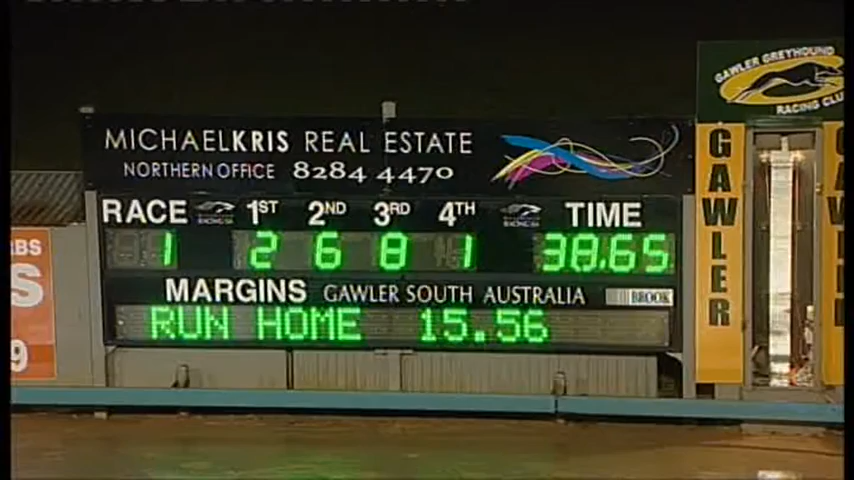 GAWLER GREYHOUND
RACING CLUB
MICHAELKRIS REAL ESTATE
NORTHERN OFFICE 8284 4470
RACE 1ST 2ND 3RD 4TH TIME
1 2 6 8 1 38.65
MARGINS GAWLER SOUTH AUSTRALIA BROOK
RUN HOME 15.56
GAWLER
GAWLER